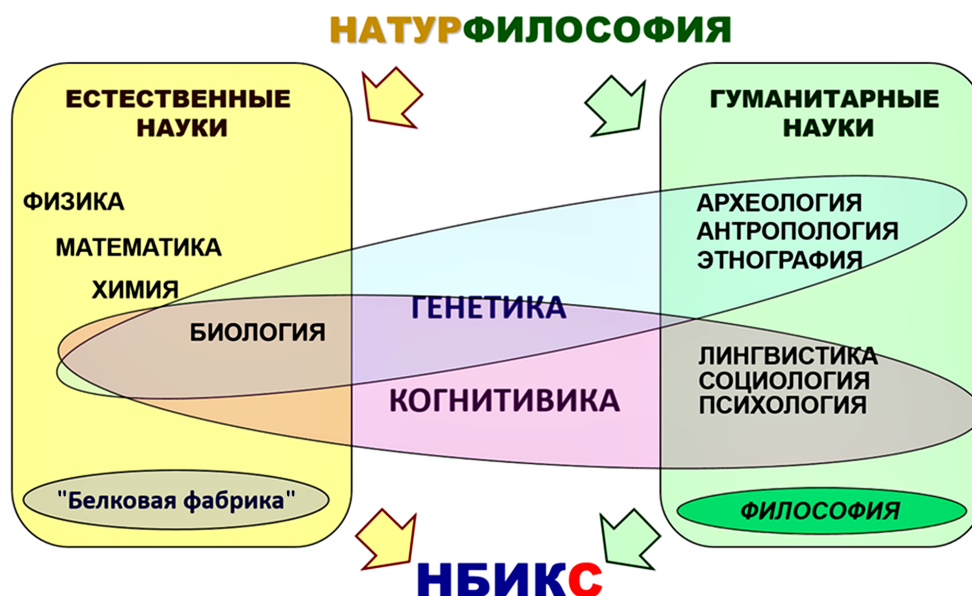 НАТУРФИЛОСОФИЯ
ЕСТЕСТВЕННЫЕ
НАУКИ
ФИЗИКА
МАТЕМАТИКА
ХИМИЯ
БИОЛОГИЯ
"Белковая фабрика"
ГЕНЕТИКА
КОГНИТИВИКА
ГУМАНИТАРНЫЕ
НАУКИ
АРХЕОЛОГИЯ
АНТРОПОЛОГИЯ
ЭТНОГРАФИЯ
ЛИНГВИСТИКА
СОЦИОЛОГИЯ
ПСИХОЛОГИЯ
ФИЛОСОФИЯ
НБИКС